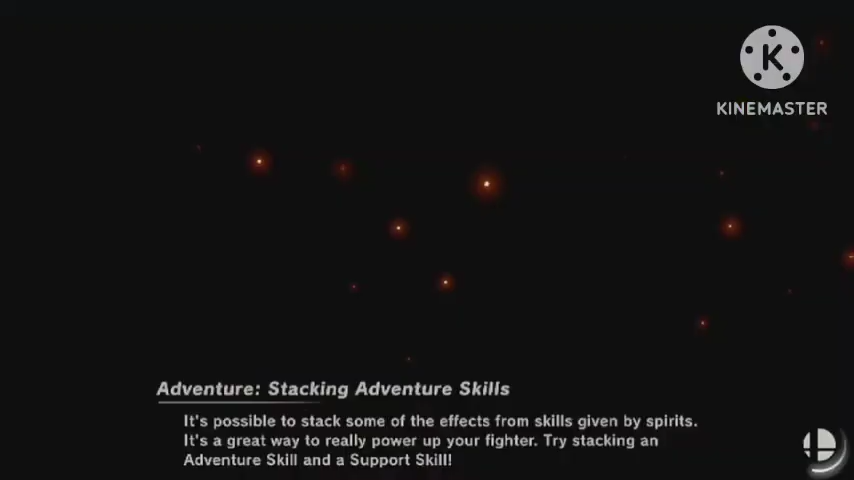 K
KINEMASTER
Adventure: Stacking Adventure Skills
It's possible to stack some of the effects from skills given by spirits.
It's a great way to really power up your fighter. Try stacking an
Adventure Skill and a Support Skill!